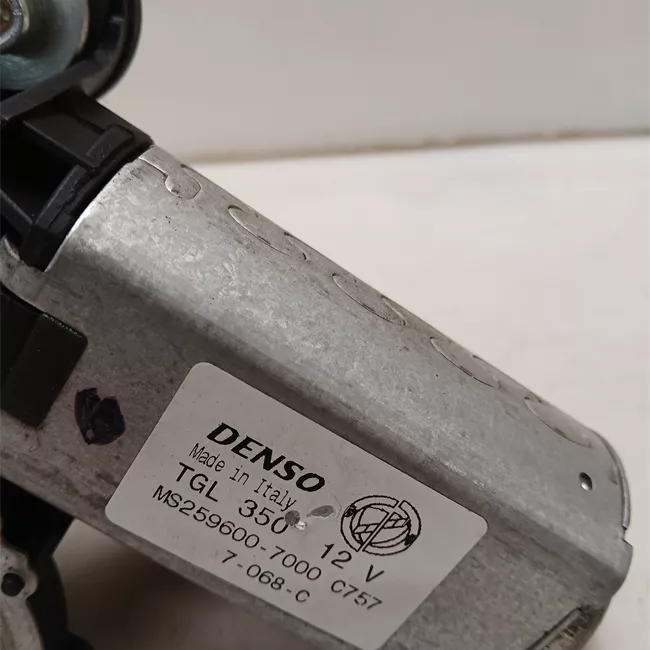 DENSO
Made in Italy
TGL 350 12 V
MS259600-7000 C757
7-068-C